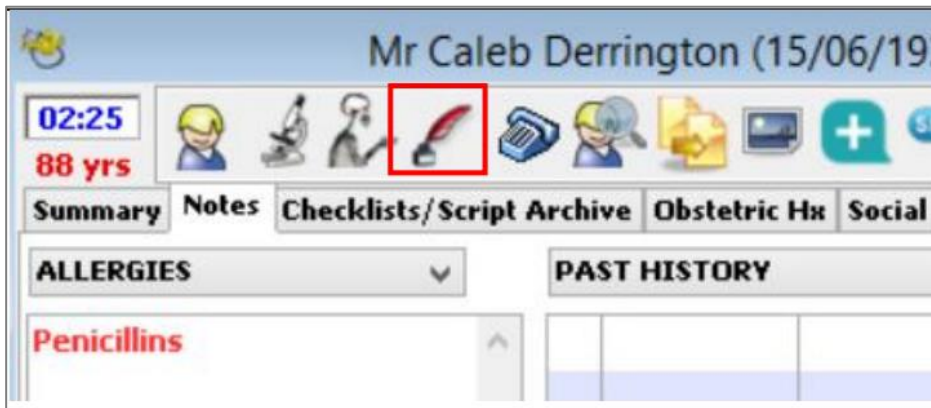 Mr Caleb Derrington (15/06/19
02:25
88 yrs
Summary Notes Checklists/Script Archive Obstetric Hx Social
ALLERGIES PAST HISTORY
Penicillins